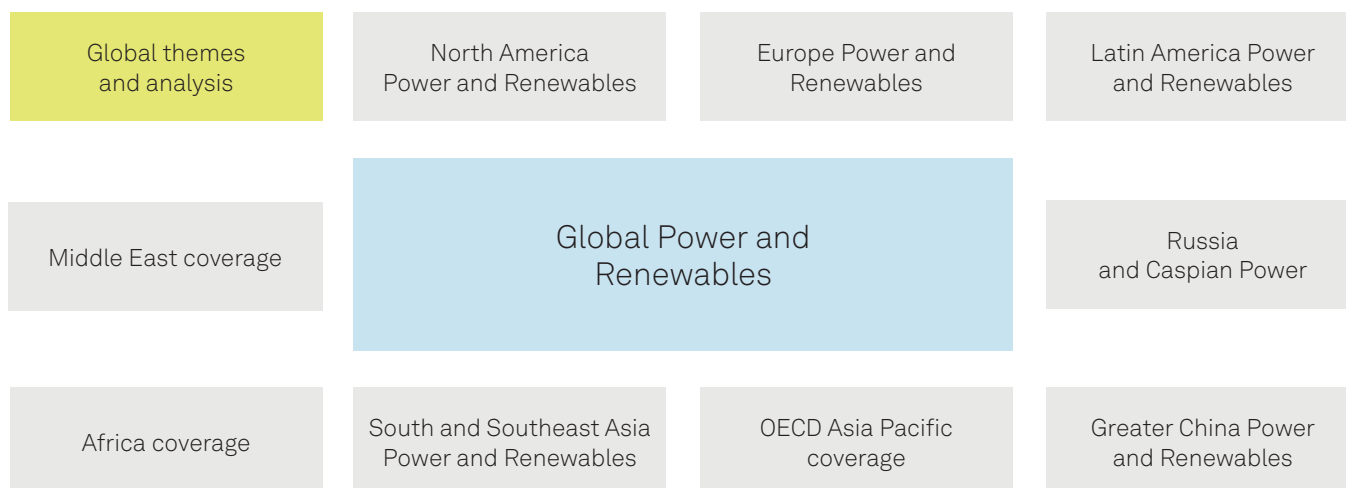 Global themes
and analysis
North America
Power and Renewables
Europe Power and
Renewables
Latin America Power
and Renewables
Middle East coverage
Global Power and
Renewables
Russia
and Caspian Power
Africa coverage
South and Southeast Asia
Power and Renewables
OECD Asia Pacific
coverage
Greater China Power
and Renewables